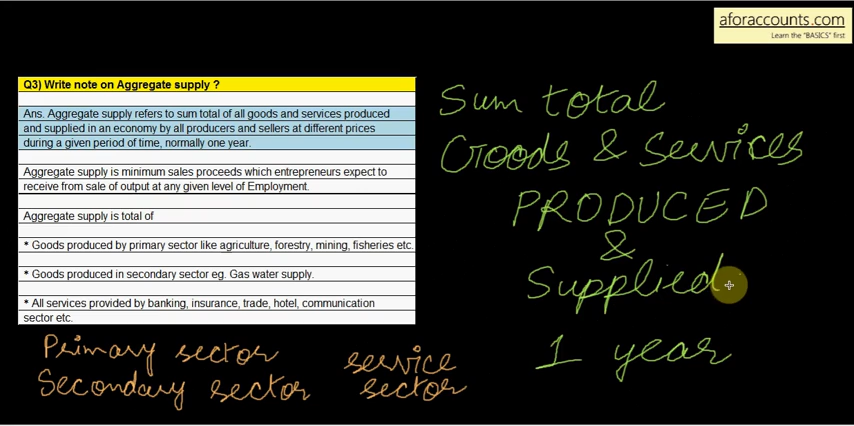 aforaccounts.com
Learn the "BASICS" first
Q3) Write note on Aggregate supply ?
Ans. Aggregate supply refers to sum total of all goods and services produced
and supplied in an economy by all producers and sellers at different prices
during a given period of time, normally one year.
Aggregate supply is minimum sales proceeds which entrepreneurs expect to
receive from sale of output at any given level of Employment.
Aggregate supply is total of
* Goods produced by primary sector like agriculture, forestry, mining, fisheries etc.
* Goods produced in secondary sector eg. Gas water supply.
* All services provided by banking, insurance, trade, hotel, communication
sector etc.
Sum total
Goods & Services
PRODUCED
&
Supplied
1 year
Primary sector
Secondary sector
service
sector